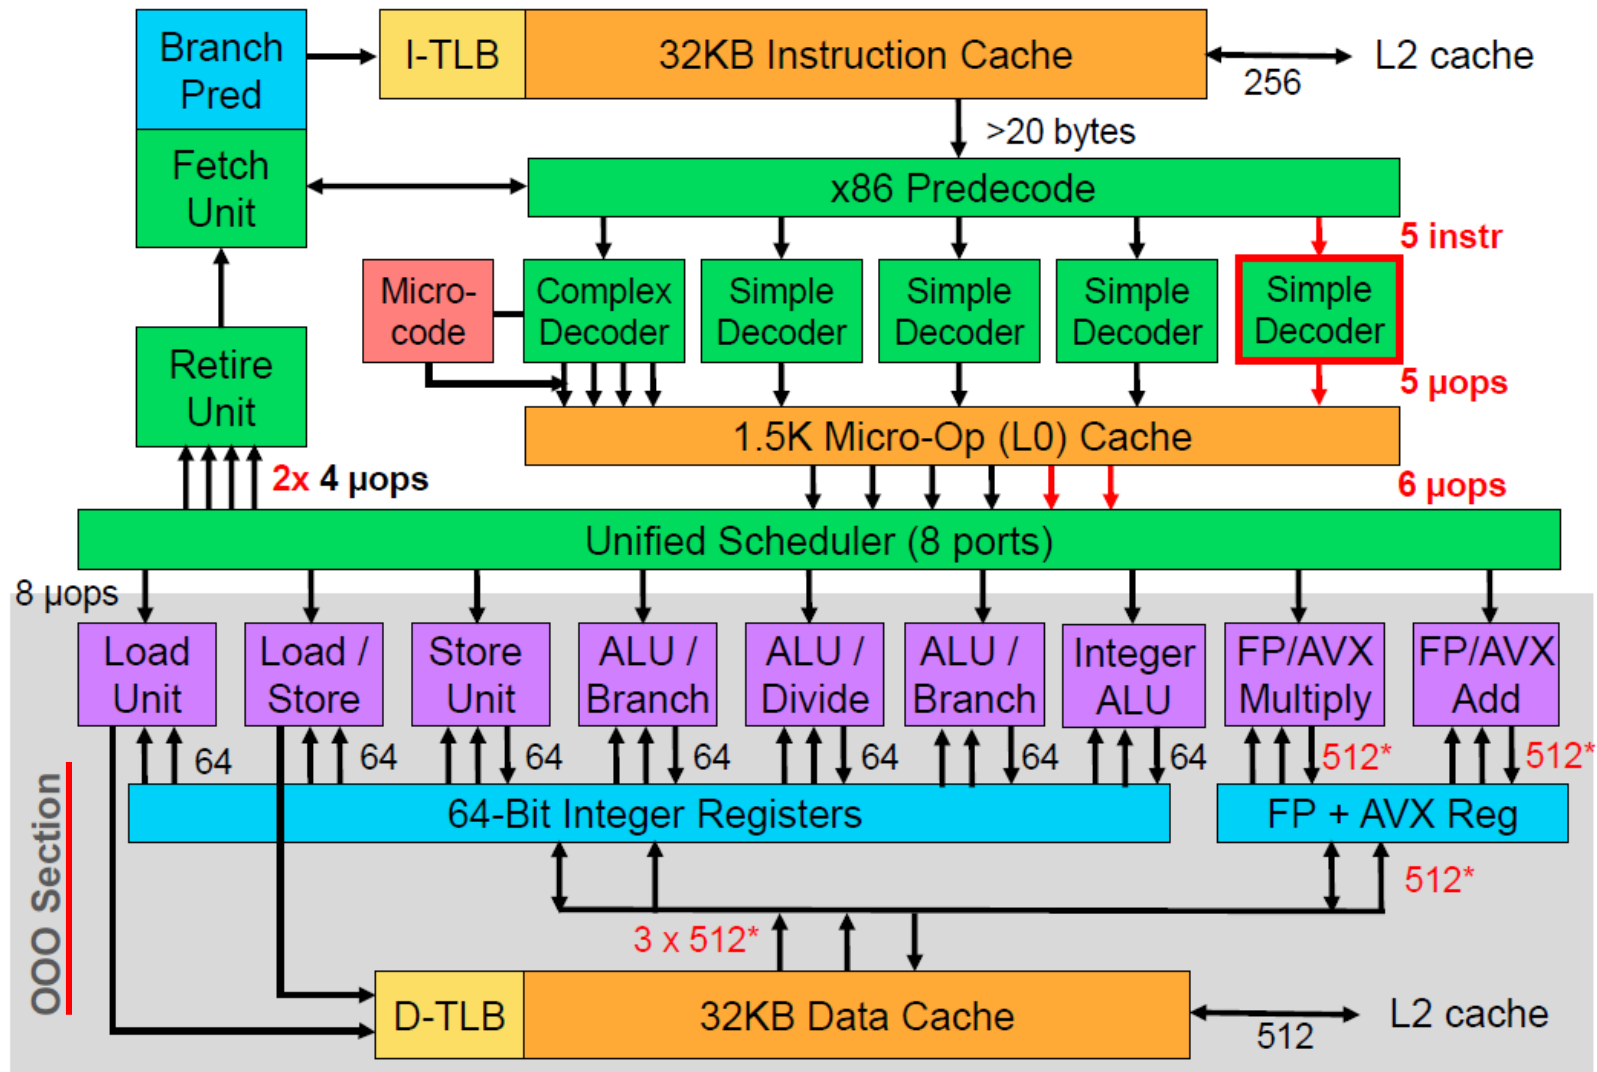 Branch
Pred
I-TLB
32KB Instruction Cache
L2 cache
256
>20 bytes
Fetch
Unit
x86 Predecode
5 instr
Micro-
code
Complex
Decoder
Simple
Decoder
Simple
Decoder
Simple
Decoder
Simple
Decoder
Retire
Unit
5 µops
1.5K Micro-Op (L0) Cache
2x 4 µops
6 µops
Unified Scheduler (8 ports)
8 µops
Load
Unit
Load /
Store
Store
Unit
ALU /
Branch
ALU /
Divide
ALU /
Branch
Integer
ALU
FP/AVX
Multiply
FP/AVX
Add
64
64
64
64
64
64
64
512*
512*
64-Bit Integer Registers
FP + AVX Reg
OOO Section
512*
3 x 512*
D-TLB
32KB Data Cache
L2 cache
512